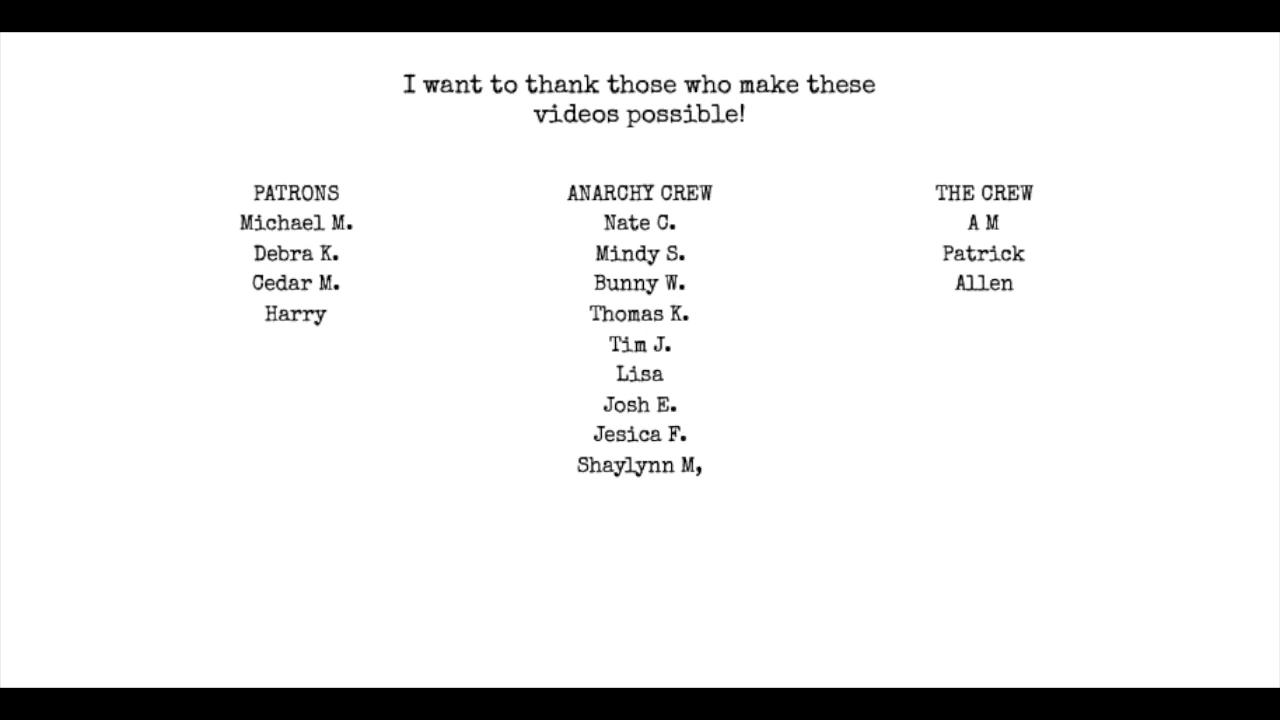 I want to thank those who make these
videos possible!
PATRONS
Michael M.
Debra K.
Cedar M.
Harry
ANARCHY CREW
Nate C.
Mindy S.
Bunny W.
Thomas K.
Tim J.
Lisa
Josh E.
Jesica F.
Shaylynn M,
THE CREW
A M
Patrick
Allen